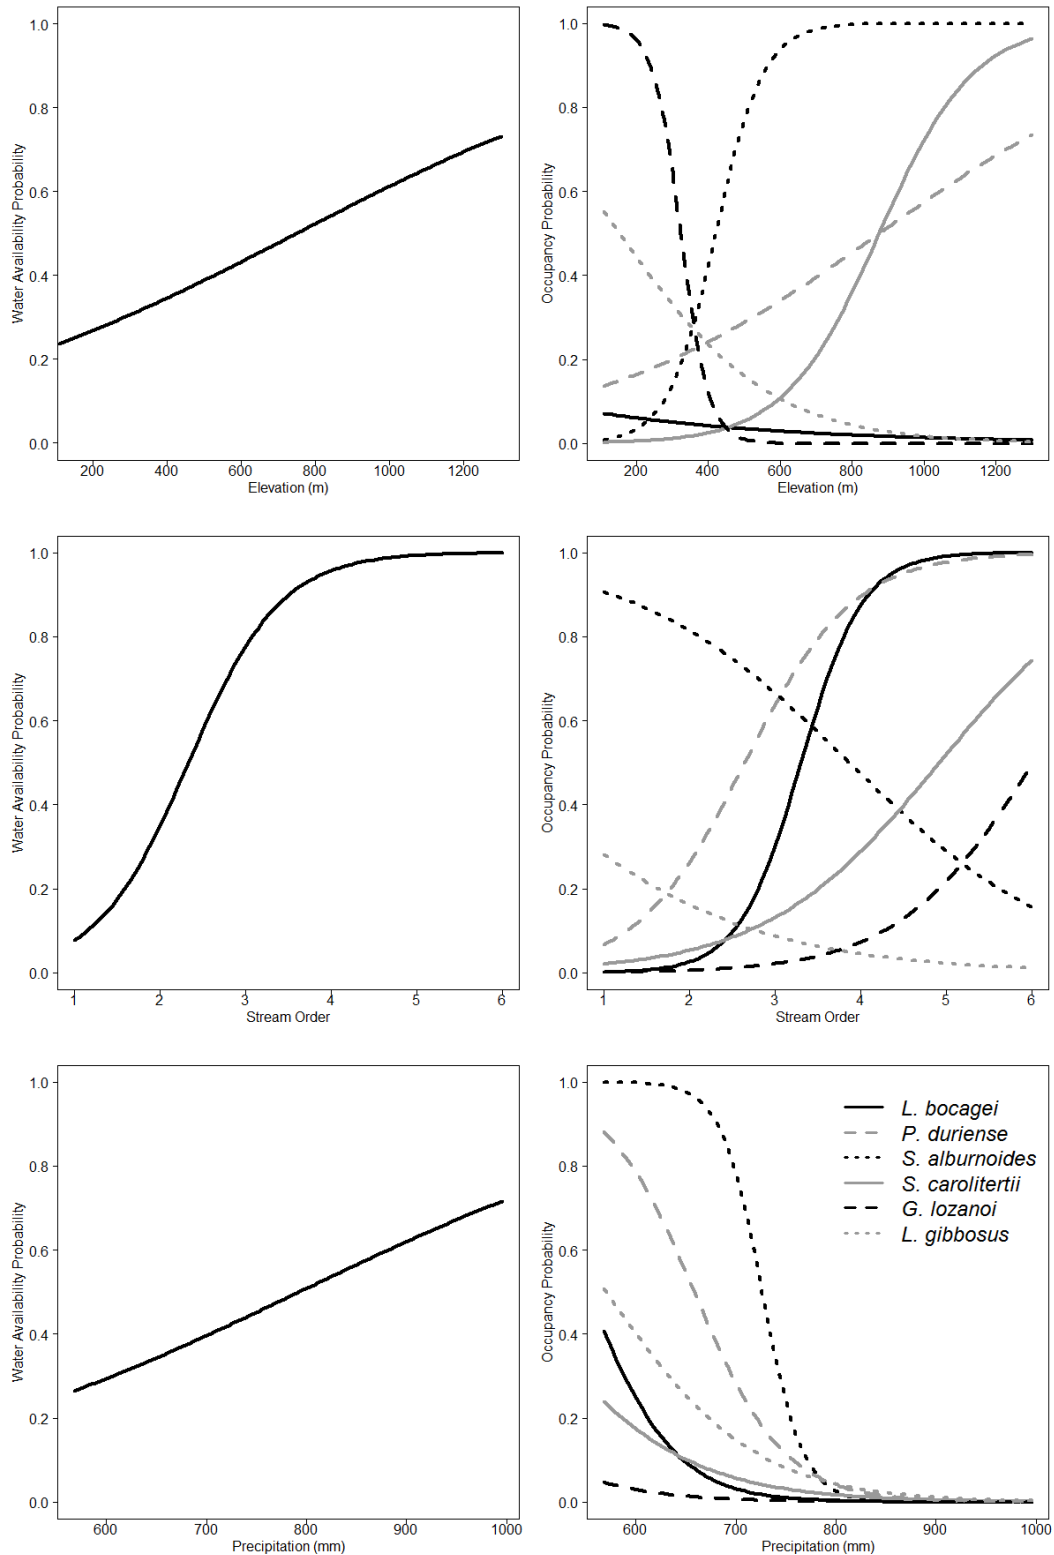 1.0
0.8
0.6
0.4
0.2
0.0
Water Availability Probability
200 400 600 800 1000 1200
Elevation (m)
1.0
0.8
0.6
0.4
0.2
0.0
Occupancy Probability
200 400 600 800 1000 1200
Elevation (m)
1.0
0.8
0.6
0.4
0.2
0.0
Water Availability Probability
1 2 3 4 5 6
Stream Order
1.0
0.8
0.6
0.4
0.2
0.0
Occupancy Probability
1 2 3 4 5 6
Stream Order
1.0
0.8
0.6
0.4
0.2
0.0
Water Availability Probability
600 700 800 900 1000
Precipitation (mm)
1.0
0.8
0.6
0.4
0.2
0.0
Occupancy Probability
L. bocagei
P. duriense
S. alburnoides
S. carolitertii
G. lozanoi
L. gibbosus
600 700 800 900 1000
Precipitation (mm)